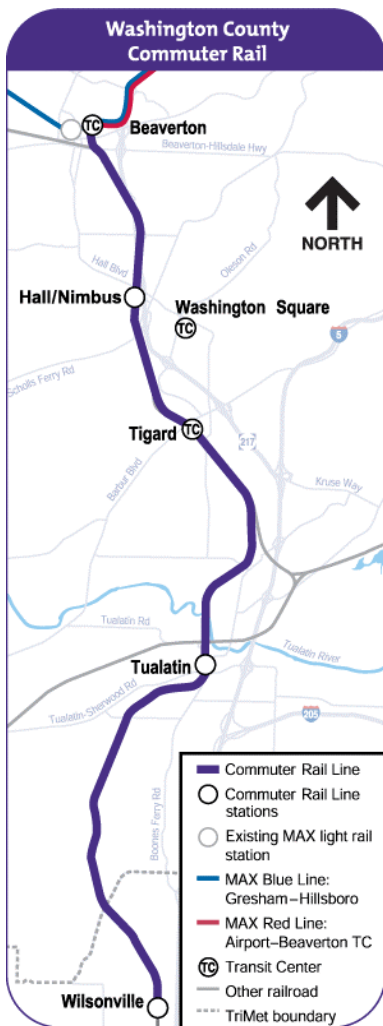 Washington County
Commuter Rail
TC
Beaverton
Beaverton-Hillsdale Hwy
NORTH
Hall Blvd
Oleson Rd
Hall/Nimbus
Washington Square
TC
5
Scholls Ferry Rd
Tigard
TC
217
Barbur Blvd
Kruse Way
Tualatin Rd
Tualatin River
Tualatin
Tualatin-Sherwood Rd
205
Boones Ferry Rd
Wilsonville
Commuter Rail Line
Commuter Rail Line
stations
Existing MAX light rail
station
MAX Blue Line:
Gresham–Hillsboro
MAX Red Line:
Airport–Beaverton TC
TC Transit Center
Other railroad
TriMet boundary